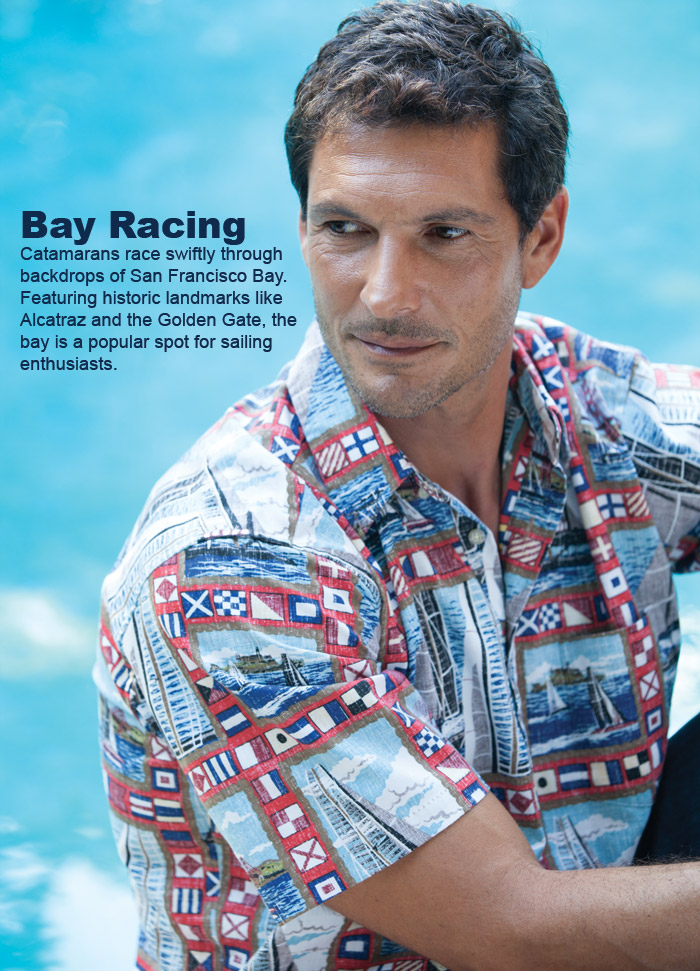 Bay Racing
Catamarans race swiftly through
backdrops of San Francisco Bay.
Featuring historic landmarks like
Alcatraz and the Golden Gate, the
bay is a popular spot for sailing
enthusiasts.